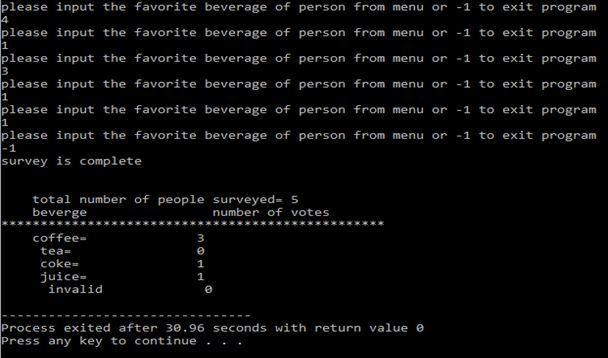 please input the favorite beverage of person from menu or -1 to exit program
4
please input the favorite beverage of person from menu or -1 to exit program
1
please input the favorite beverage of person from menu or -1 to exit program
3
please input the favorite beverage of person from menu or -1 to exit program
1
please input the favorite beverage of person from menu or -1 to exit program
1
please input the favorite beverage of person from menu or -1 to exit program
-1
survey is complete
total number of people surveyed= 5
beverge number of votes
*************************************************
coffee= 3
tea= 0
coke= 1
juice= 1
invalid 0
--------------------------------
Process exited after 30.96 seconds with return value 0
Press any key to continue . . .